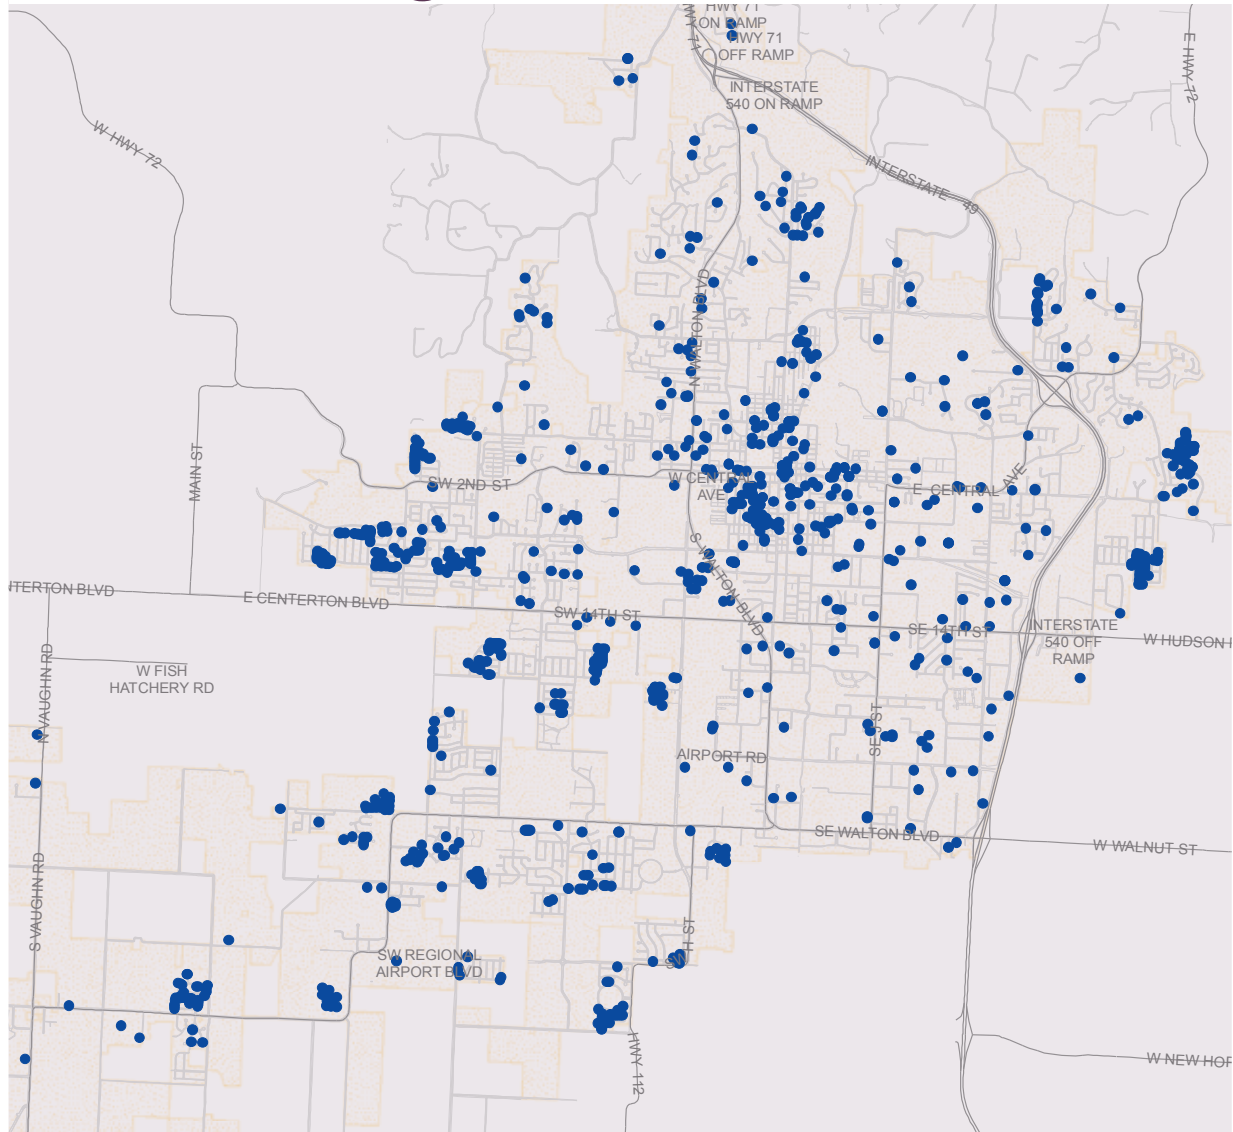 HWY 71
ON RAMP
HWY 71
HWY 71
OFF RAMP
E HWY 72
INTERSTATE
540 ON RAMP
W HWY 72
INTERSTATE 49
N WALTON BLVD
MAIN ST
SW 2ND ST
W CENTRAL
AVE
E CENTRAL AVE
S WALTON BLVD
NTERTON BLVD
E CENTERTON BLVD
SW 14TH ST
SE 14TH ST
INTERSTATE
540 OFF
RAMP
W HUDSON
W FISH
HATCHERY RD
N VAUGHN RD
SE J ST
AIRPORT RD
SE WALTON BLVD
W WALNUT ST
S VAUGHN RD
SW REGIONAL
AIRPORT BLVD
SW H ST
HWY 112
W NEW HOP